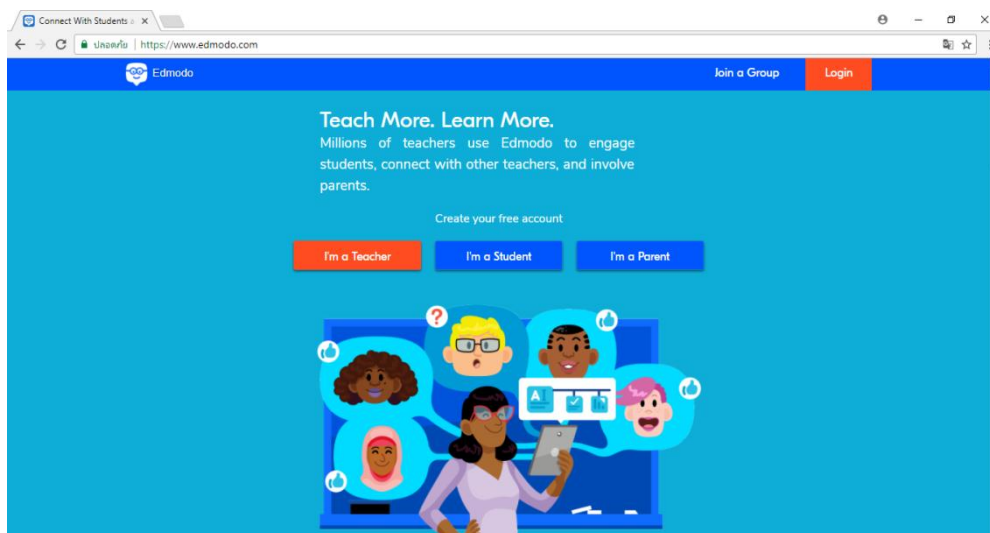 Connect With Students a
ปลอดภัย | https://www.edmodo.com
Edmodo
Join a Group
Login
Teach More. Learn More.
Millions of teachers use Edmodo to engage
students, connect with other teachers, and involve
parents.
Create your free account
I'm a Teacher
I'm a Student
I'm a Parent
?
A